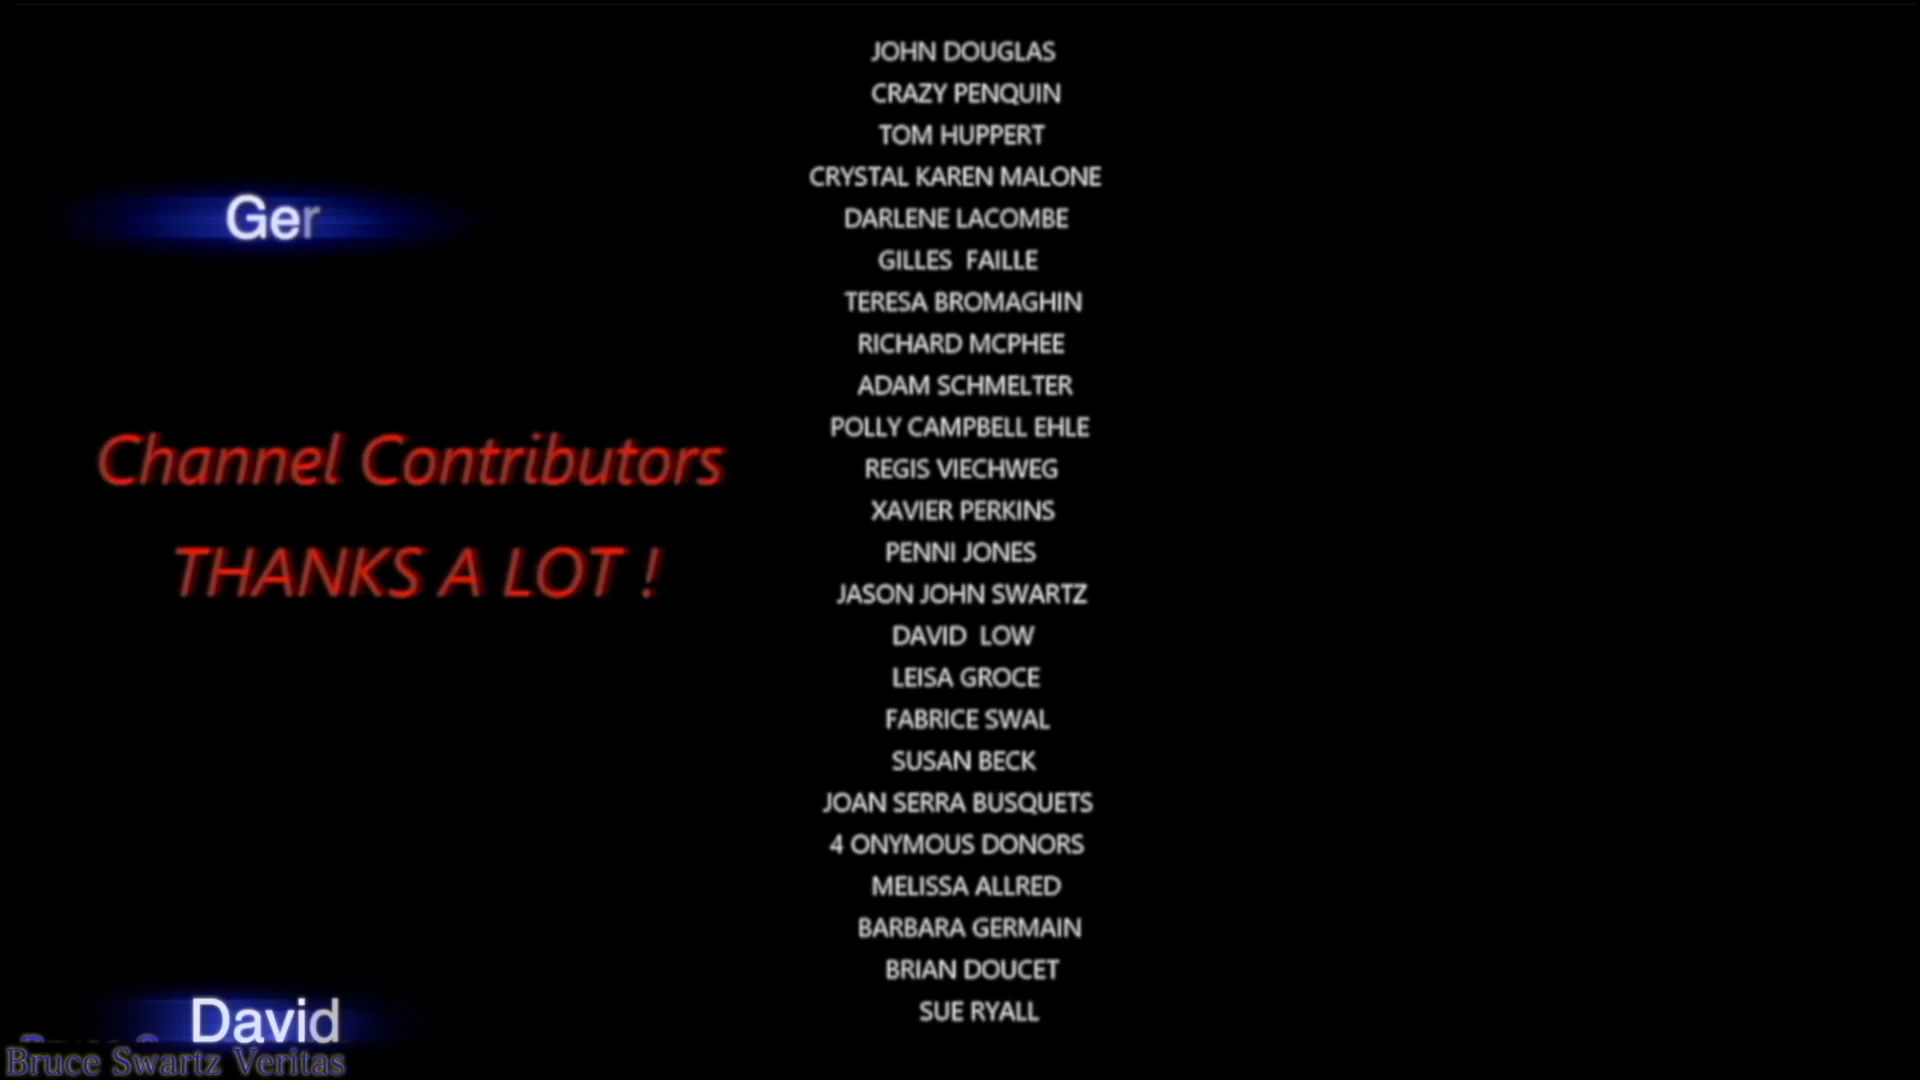 JOHN DOUGLAS
CRAZY PENQUIN
TOM HUPPERT
CRYSTAL KAREN MALONE
DARLENE LACOMBE
GILLES  FAILLE
TERESA BROMAGHIN
RICHARD MCPHEE
ADAM SCHMELTER
POLLY CAMPBELL EHLE
REGIS VIECHWEG
XAVIER PERKINS
PENNI JONES
JASON JOHN SWARTZ
DAVID  LOW
LEISA GROCE
FABRICE SWAL
SUSAN BECK
JOAN SERRA BUSQUETS
4 ONYMOUS DONORS
MELISSA ALLRED
BARBARA GERMAIN
BRIAN DOUCET
SUE RYALL
Ger
Channel Contributors
THANKS A LOT !
David
Bruce Swartz Veritas